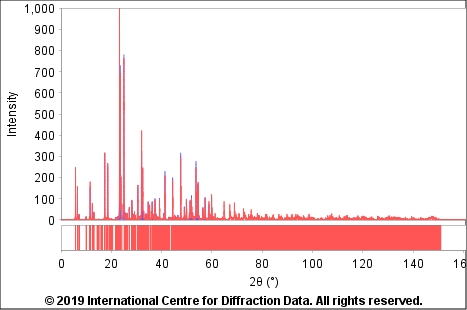 1,000
900
800
700
600
500
400
300
200
100
0
Intensity
0 20 40 60 80 100 120 140 16
2θ (°)
© 2019 International Centre for Diffraction Data. All rights reserved.